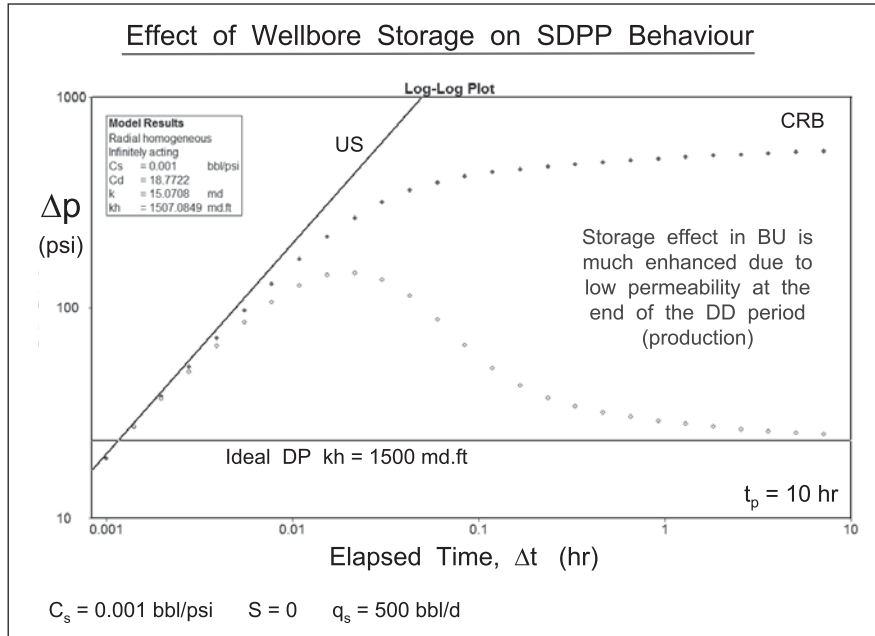 Effect of Wellbore Storage on SDPP Behaviour
Log-Log Plot
1000
Model Results
Radial homogeneous
Infinitely acting
Cs = 0.001 bbl/psi
Cd = 18.7722
k = 15.0708 md
kh = 1507.0849 md.ft
US
CRB
Δp
(psi)
Storage effect in BU is
much enhanced due to
low permeability at the
end of the DD period
(production)
100
Ideal DP kh = 1500 md.ft
tp = 10 hr
10
0.001 0.01 0.1 1 10
Elapsed Time, Δt (hr)
Cs = 0.001 bbl/psi S = 0 qs = 500 bbl/d